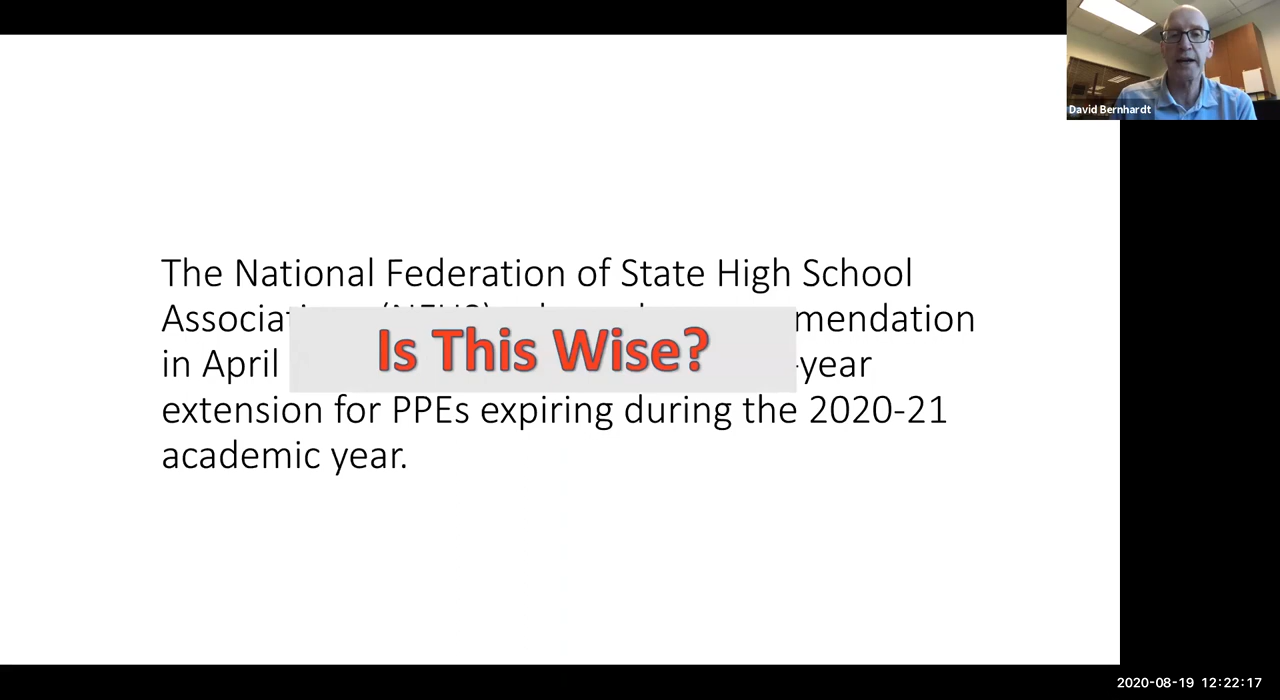 David Bernhardt
The National Federation of State High School
mendation
Is This Wise?
in April
-year
extension for PPEs expiring during the 2020-21
academic year.
2020-08-19 12:22:17